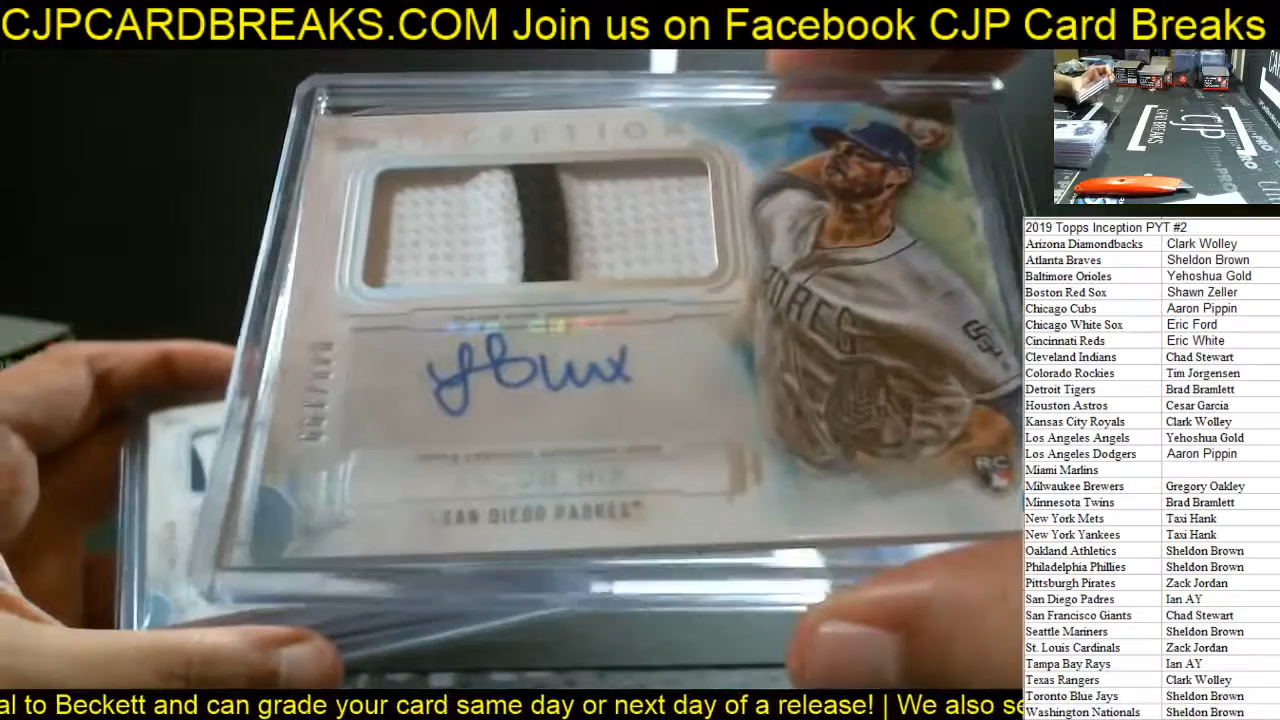 CJPCARDBREAKS.COM Join us on Facebook CJP Card Breaks
2019 Topps Inception PYT #2
Arizona Diamondbacks Clark Wolley
Atlanta Braves Sheldon Brown
Baltimore Orioles Yehoshua Gold
Boston Red Sox Shawn Zeller
Chicago Cubs Aaron Pippin
Chicago White Sox Eric Ford
Cincinnati Reds Eric White
Cleveland Indians Chad Stewart
Colorado Rockies Tim Jorgensen
Detroit Tigers Brad Bramlett
Houston Astros Cesar Garcia
Kansas City Royals Clark Wolley
Los Angeles Angels Yehoshua Gold
Los Angeles Dodgers Aaron Pippin
Miami Marlins
Milwaukee Brewers Gregory Oakley
Minnesota Twins Brad Bramlett
New York Mets Taxi Hank
New York Yankees Taxi Hank
Oakland Athletics Sheldon Brown
Philadelphia Phillies Sheldon Brown
Pittsburgh Pirates Zack Jordan
San Diego Padres Ian AY
San Francisco Giants Chad Stewart
Seattle Mariners Sheldon Brown
St. Louis Cardinals Zack Jordan
Tampa Bay Rays Ian AY
Texas Rangers Clark Wolley
Toronto Blue Jays Sheldon Brown
Washington Nationals Sheldon Brown
SAN DIEGO PADRES
RC
CJP
al to Beckett and can grade your card same day or next day of a release! | We also se